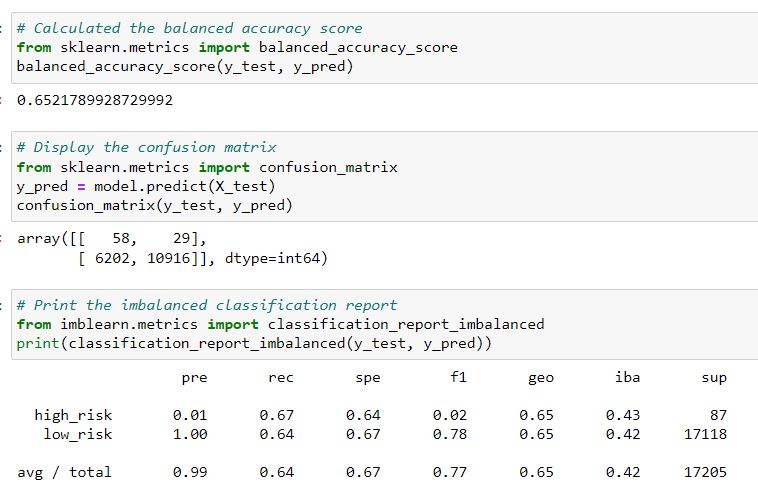 # Calculated the balanced accuracy score
from sklearn.metrics import balanced_accuracy_score
balanced_accuracy_score(y_test, y_pred)
0.6521789928729992
# Display the confusion matrix
from sklearn.metrics import confusion_matrix
y_pred = model.predict(X_test)
confusion_matrix(y_test, y_pred)
array([[   58,    29],
       [ 6202, 10916]], dtype=int64)
# Print the imbalanced classification report
from imblearn.metrics import classification_report_imbalanced
print(classification_report_imbalanced(y_test, y_pred))
pre rec spe f1 geo iba sup
high_risk 0.01 0.67 0.64 0.02 0.65 0.43 87
low_risk 1.00 0.64 0.67 0.78 0.65 0.42 17118
avg / total 0.99 0.64 0.67 0.77 0.65 0.42 17205